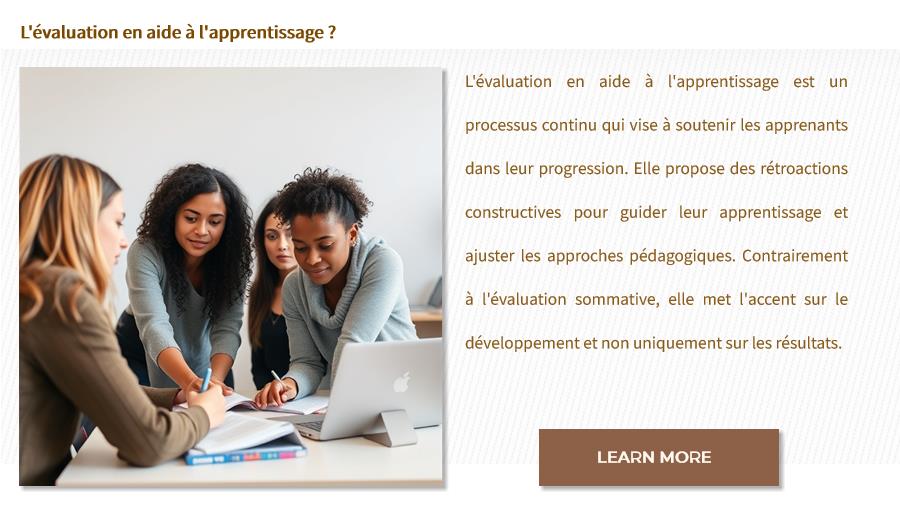 L'évaluation en aide à l'apprentissage ?
L'évaluation en aide à l'apprentissage est un
processus continu qui vise à soutenir les apprenants
dans leur progression. Elle propose des rétroactions
constructives pour guider leur apprentissage et
ajuster les approches pédagogiques. Contrairement
à l'évaluation sommative, elle met l'accent sur le
développement et non uniquement sur les résultats.
LEARN MORE